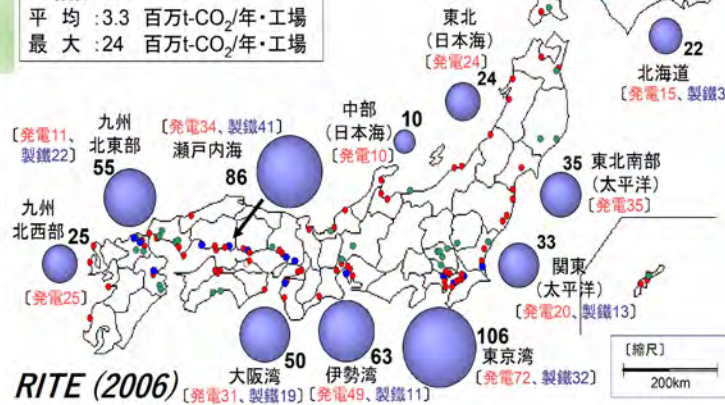 平 均 :3.3 百万t-CO₂/年・工場
最 大 :24 百万t-CO₂/年・工場
東北
(日本海)
[発電24]
24
22
北海道
[発電15、製鐵3
中部
(日本海)
[発電10]
10
[発電34、製鐵41]
瀬戸内海
86
[発電11、
製鐵22]
九州
北東部
55
九州
北西部
25
[発電25]
35
東北南部
(太平洋)
[発電35]
33
関東
(太平洋)
[発電20、製鐵13]
50
大阪湾
[発電31、製鐵19]
63
伊勢湾
[発電49、製鐵11]
106
東京湾
[発電72、製鐵32]
[縮尺]
200km
RITE (2006)